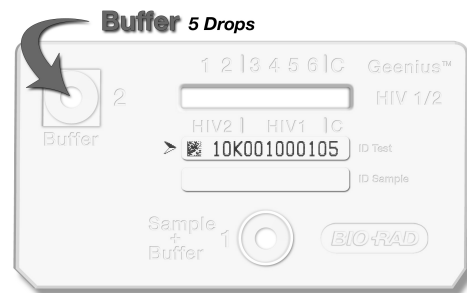 Buffer 5 Drops
1 2 | 3 4 5 6 | C Geenius™
2 HIV 1/2
Buffer
HIV2 | HIV1 | C
10K001000105 ID Test
ID Sample
Sample
+
Buffer
1
BIO-RAD